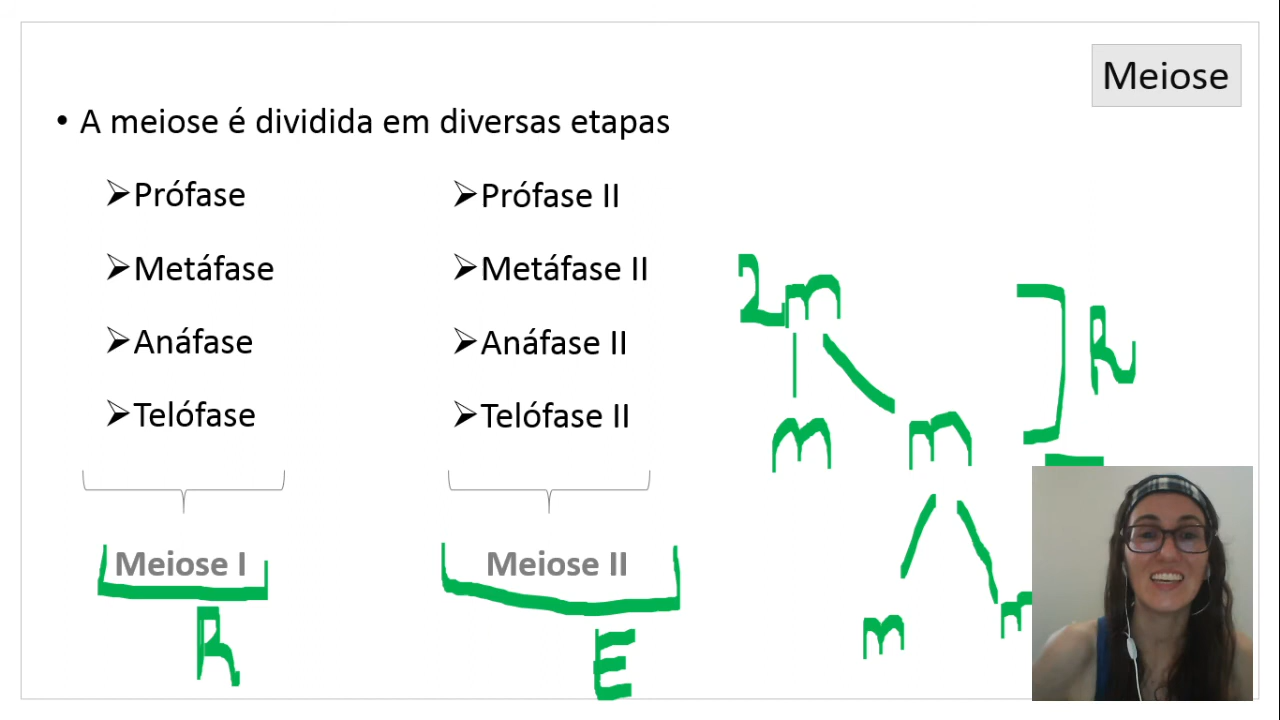 Meiose
• A meiose é dividida em diversas etapas
➢Prófase
➢Prófase II
➢Metáfase
➢Metáfase II
➢Anáfase
➢Anáfase II
➢Telófase
➢Telófase II
Meiose I
Meiose II
R
E
2n
R
n n
n n